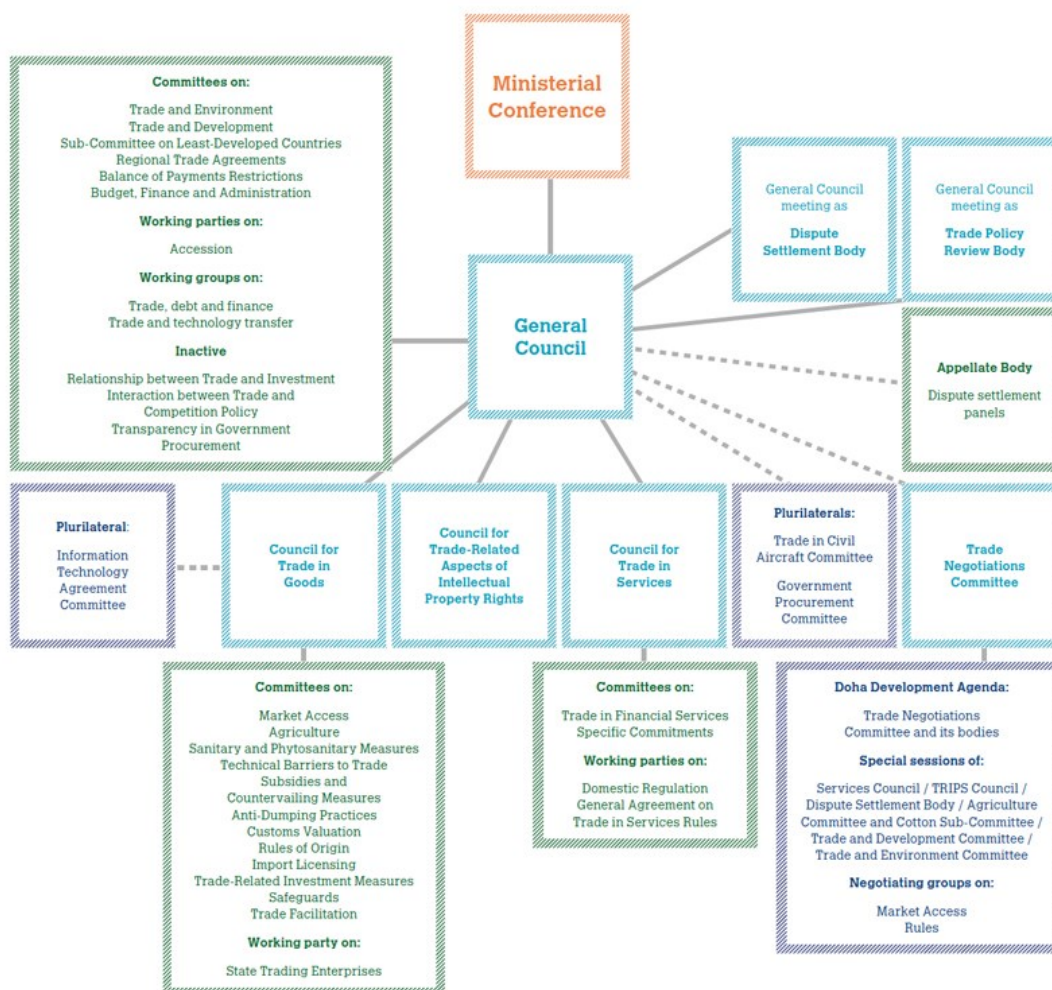 Ministerial
Conference
Committees on:
Trade and Environment
Trade and Development
Sub-Committee on Least-Developed Countries
Regional Trade Agreements
Balance of Payments Restrictions
Budget, Finance and Administration
Working parties on:
Accession
Working groups on:
Trade, debt and finance
Trade and technology transfer
Inactive
Relationship between Trade and Investment
Interaction between Trade and
Competition Policy
Transparency in Government
Procurement
General Council
meeting as
Dispute
Settlement Body
General Council
meeting as
Trade Policy
Review Body
General
Council
Appellate Body
Dispute settlement
panels
Plurilateral:
Information
Technology
Agreement
Committee
Council for
Trade in
Goods
Council for
Trade-Related
Aspects of
Intellectual
Property Rights
Council for
Trade in
Services
Plurilaterals:
Trade in Civil
Aircraft Committee
Government
Procurement
Committee
Trade
Negotiations
Committee
Committees on:
Market Access
Agriculture
Sanitary and Phytosanitary Measures
Technical Barriers to Trade
Subsidies and
Countervailing Measures
Anti-Dumping Practices
Customs Valuation
Rules of Origin
Import Licensing
Trade-Related Investment Measures
Safeguards
Trade Facilitation
Working party on:
State Trading Enterprises
Committees on:
Trade in Financial Services
Specific Commitments
Working parties on:
Domestic Regulation
General Agreement on
Trade in Services Rules
Doha Development Agenda:
Trade Negotiations
Committee and its bodies
Special sessions of:
Services Council / TRIPS Council /
Dispute Settlement Body / Agriculture
Committee and Cotton Sub-Committee /
Trade and Development Committee /
Trade and Environment Committee
Negotiating groups on:
Market Access
Rules